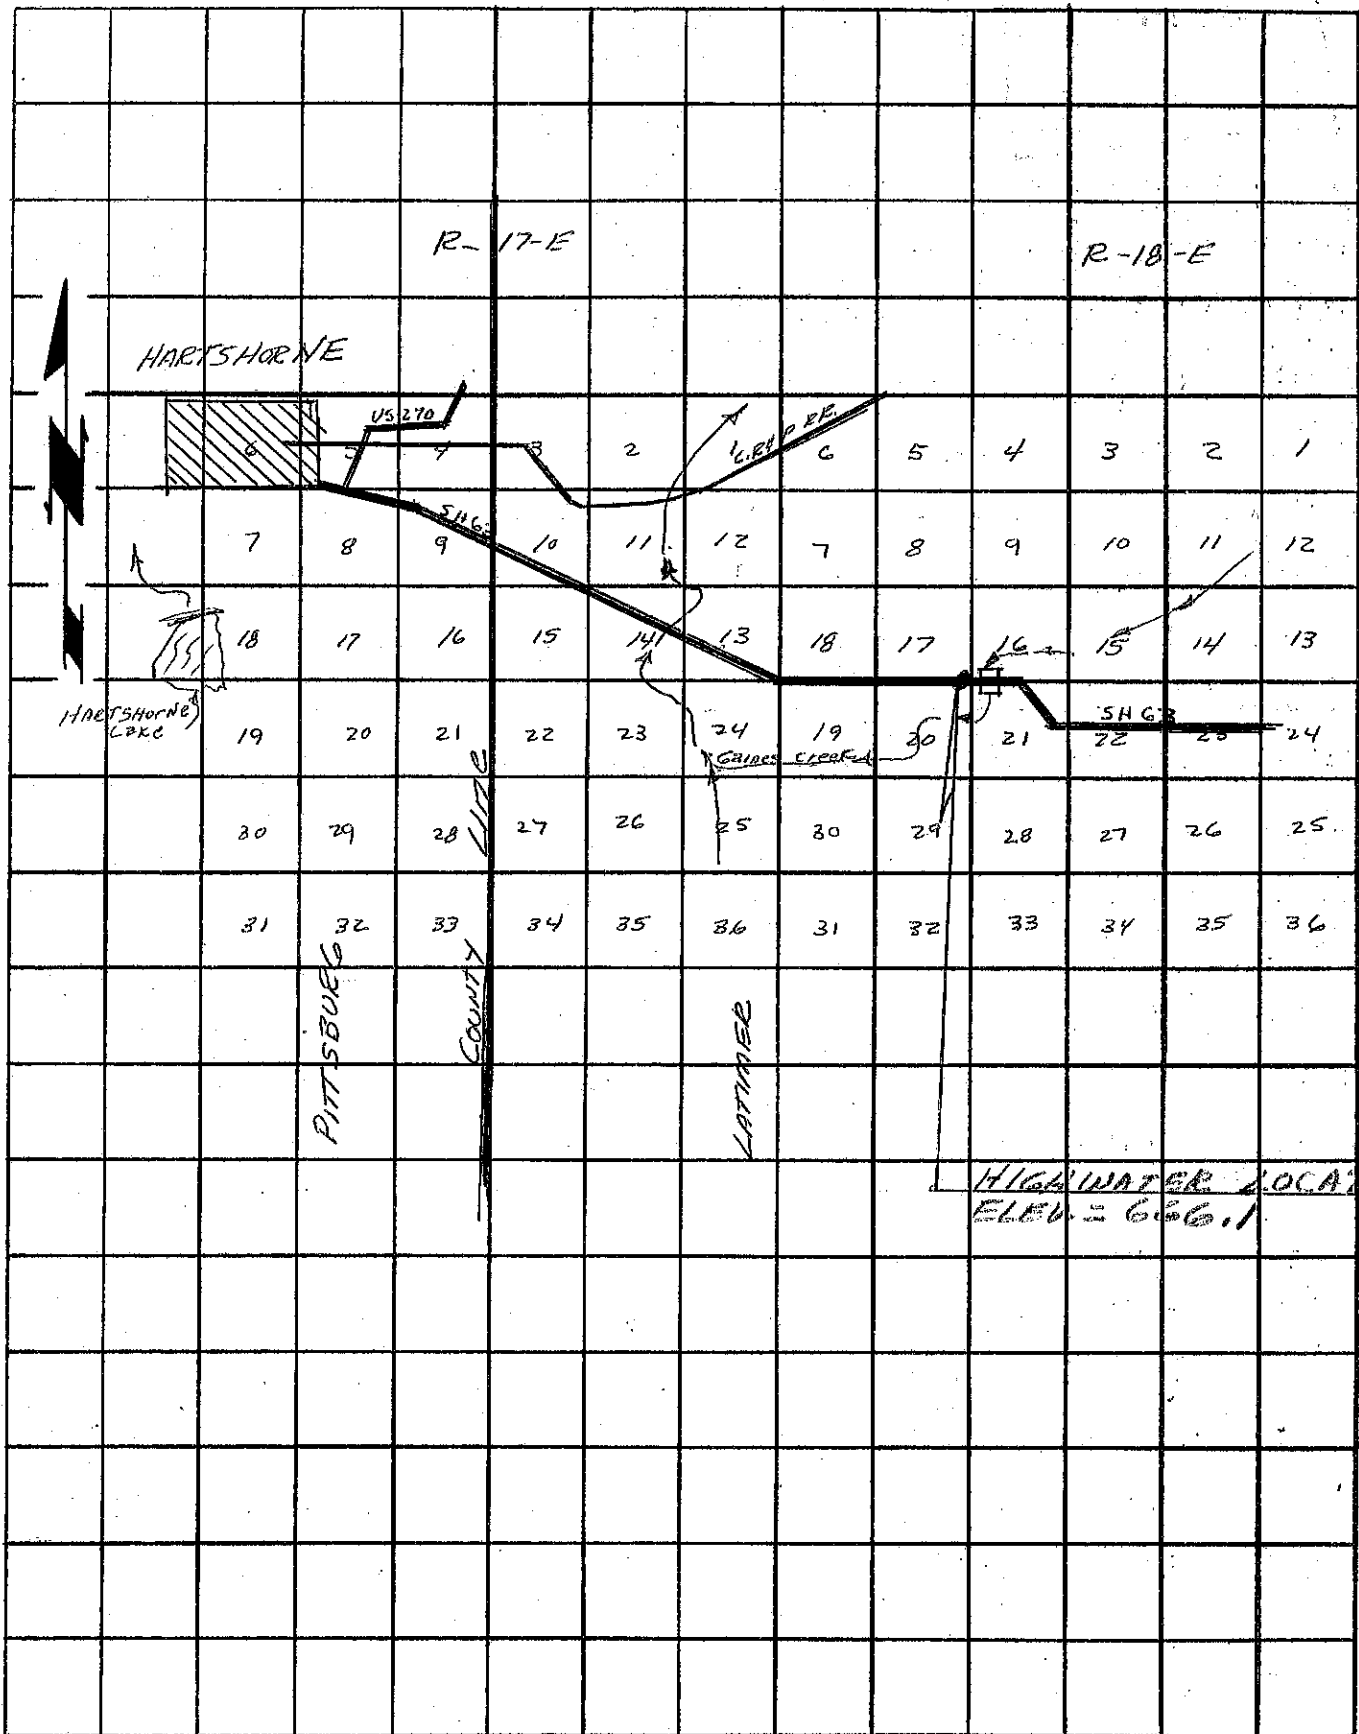 R-17-E R-18-E
HARTSHORNE
US 270
6 5 4 3 2 1 6 5 4 3 2 1
SH 63
7 8 9 10 11 12 7 8 9 10 11 12
18 17 16 15 14 13 18 17 16 15 14 13
HARTSHORNE
LAKE
SH 63
19 20 21 22 23 24 19 20 21 22 23 24
Gaines Creek
30 29 28 27 26 25 30 29 28 27 26 25
31 32 33 34 35 36 31 32 33 34 35 36
PITTSBURG
COUNTY LINE
LATIMER
HIGHWATER
ELEV. =